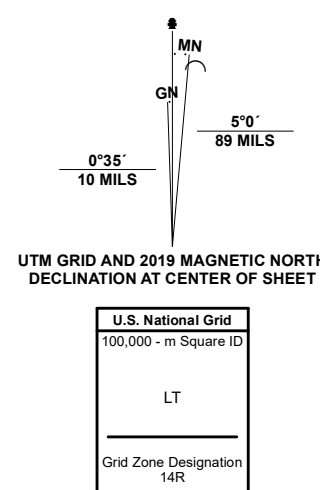 MN
GN
5°0´
89 MILS
0°35´
10 MILS
UTM GRID AND 2019 MAGNETIC NORTH
DECLINATION AT CENTER OF SHEET
U.S. National Grid
100,000 - m Square ID
LT
Grid Zone Designation
14R